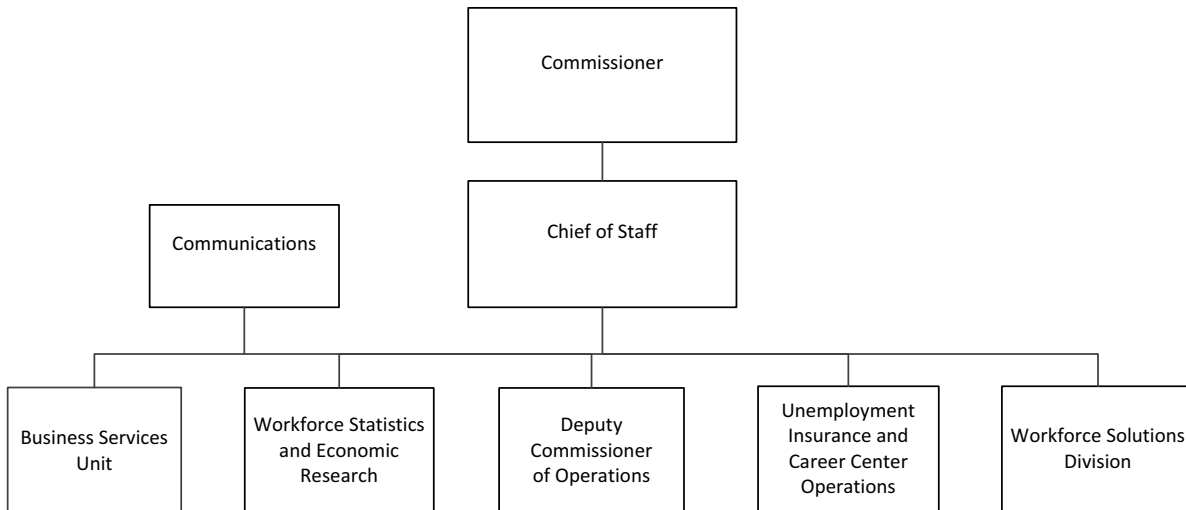 Commissioner
Chief of Staff
Communications
Business Services
Unit
Workforce Statistics
and Economic
Research
Deputy
Commissioner
of Operations
Unemployment
Insurance and
Career Center
Operations
Workforce Solutions
Division